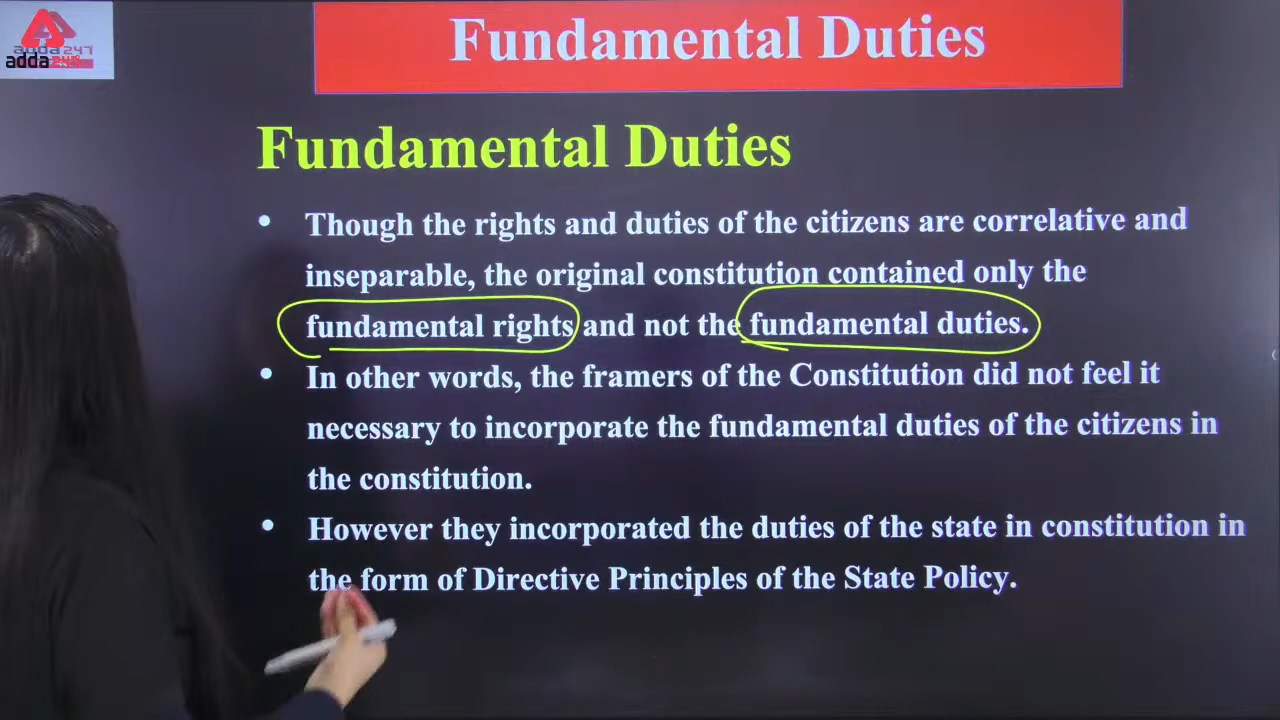 adda247
adda247
Fundamental Duties
Fundamental Duties
• Though the rights and duties of the citizens are correlative and
inseparable, the original constitution contained only the
fundamental rights and not the fundamental duties.
• In other words, the framers of the Constitution did not feel it
necessary to incorporate the fundamental duties of the citizens in
the constitution.
• However they incorporated the duties of the state in constitution in
the form of Directive Principles of the State Policy.